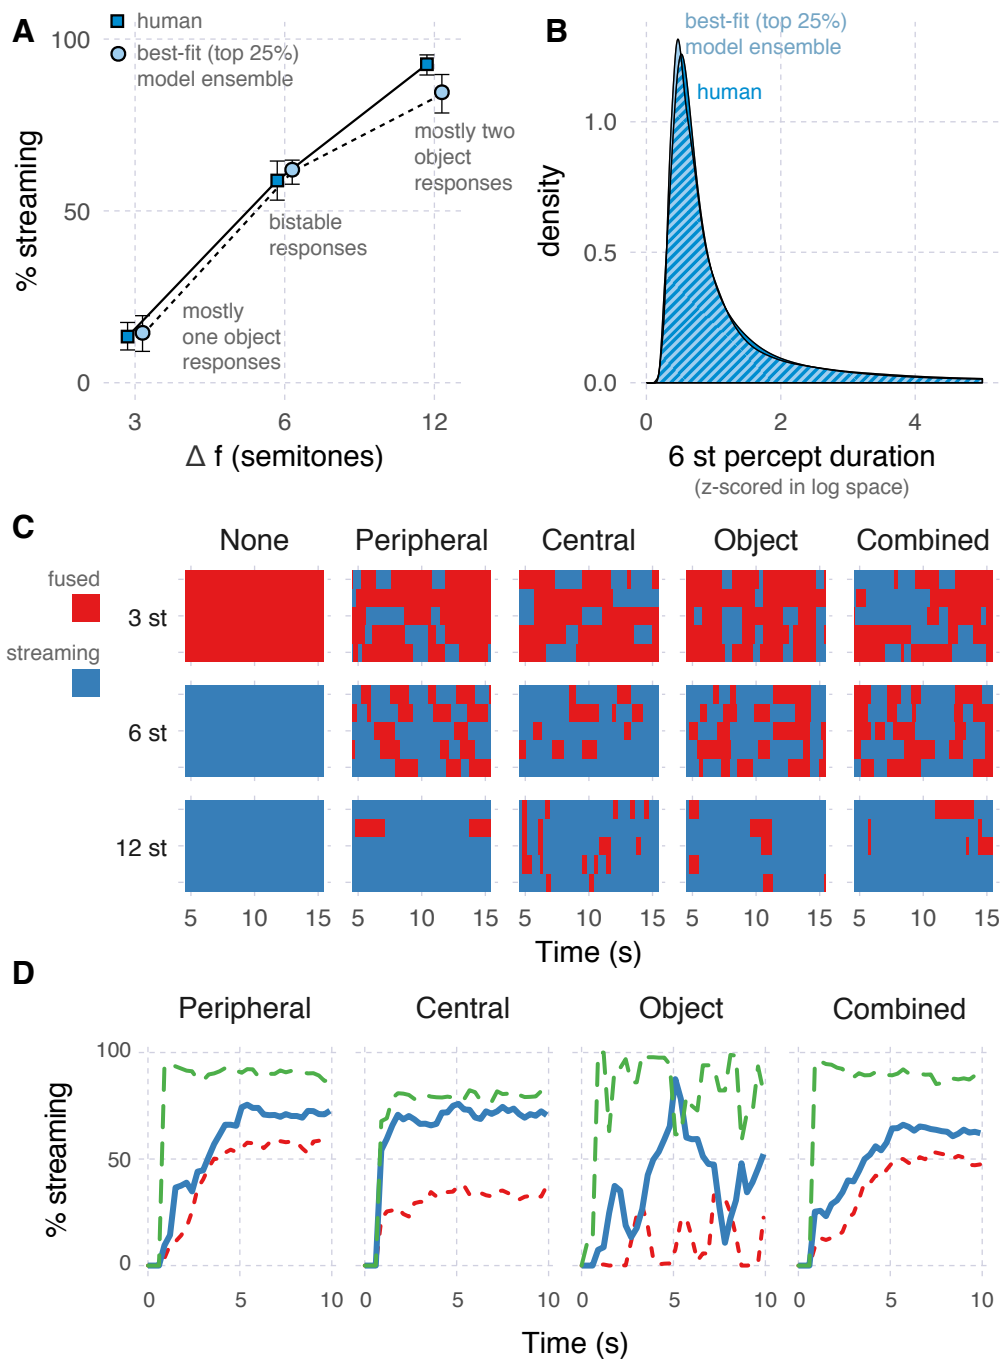 A
human
best-fit (top 25%)
model ensemble
% streaming
100
50
0
mostly two
object
responses
bistable
responses
mostly
one object
responses
3
6
12
Δ f (semitones)
B
best-fit (top 25%)
model ensemble
human
density
1.0
0.5
0.0
0
2
4
6 st percept duration
(z-scored in log space)
C
None
Peripheral
Central
Object
Combined
fused
streaming
3 st
6 st
12 st
5 10 15
5 10 15
5 10 15
5 10 15
5 10 15
Time (s)
D
Peripheral
Central
Object
Combined
% streaming
100
50
0
0 5 10
0 5 10
0 5 10
0 5 10
Time (s)